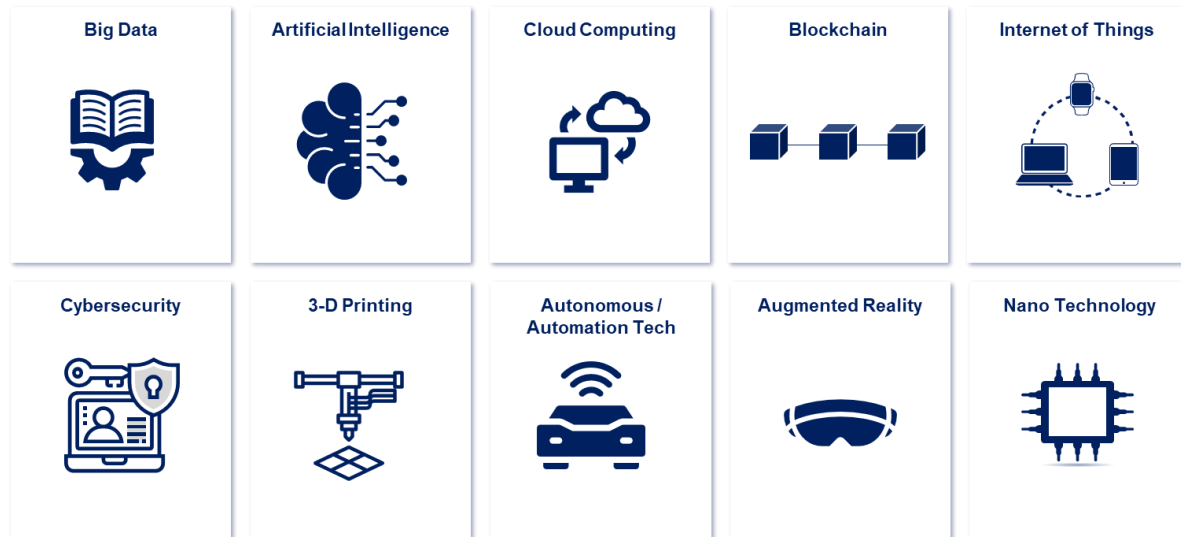 Big Data
Artificial Intelligence
Cloud Computing
Blockchain
Internet of Things
Cybersecurity
3-D Printing
Autonomous /
Automation Tech
Augmented Reality
Nano Technology